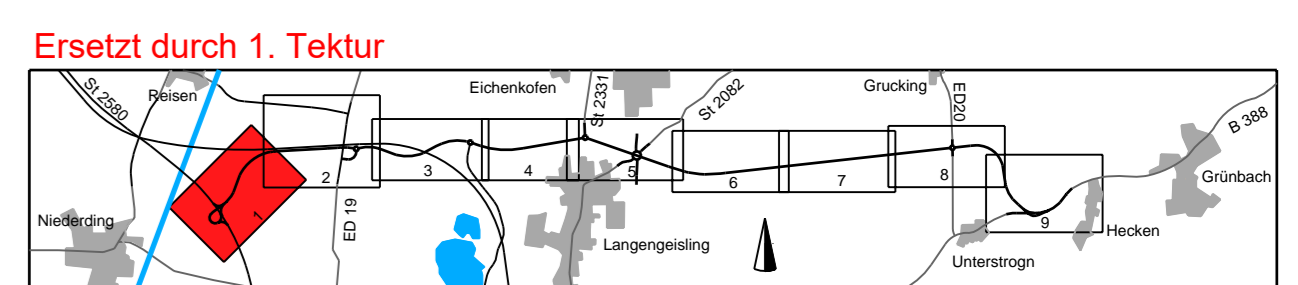 Ersetzt durch 1. Tektur
St 2580
Reisen
Eichenkofen
St 2331
St 2082
Grucking
ED20
B 388
1
2
3
4
5
6
7
8
9
Grünbach
Niederding
ED 19
Langengeisling
Hecken
Unterstrogn